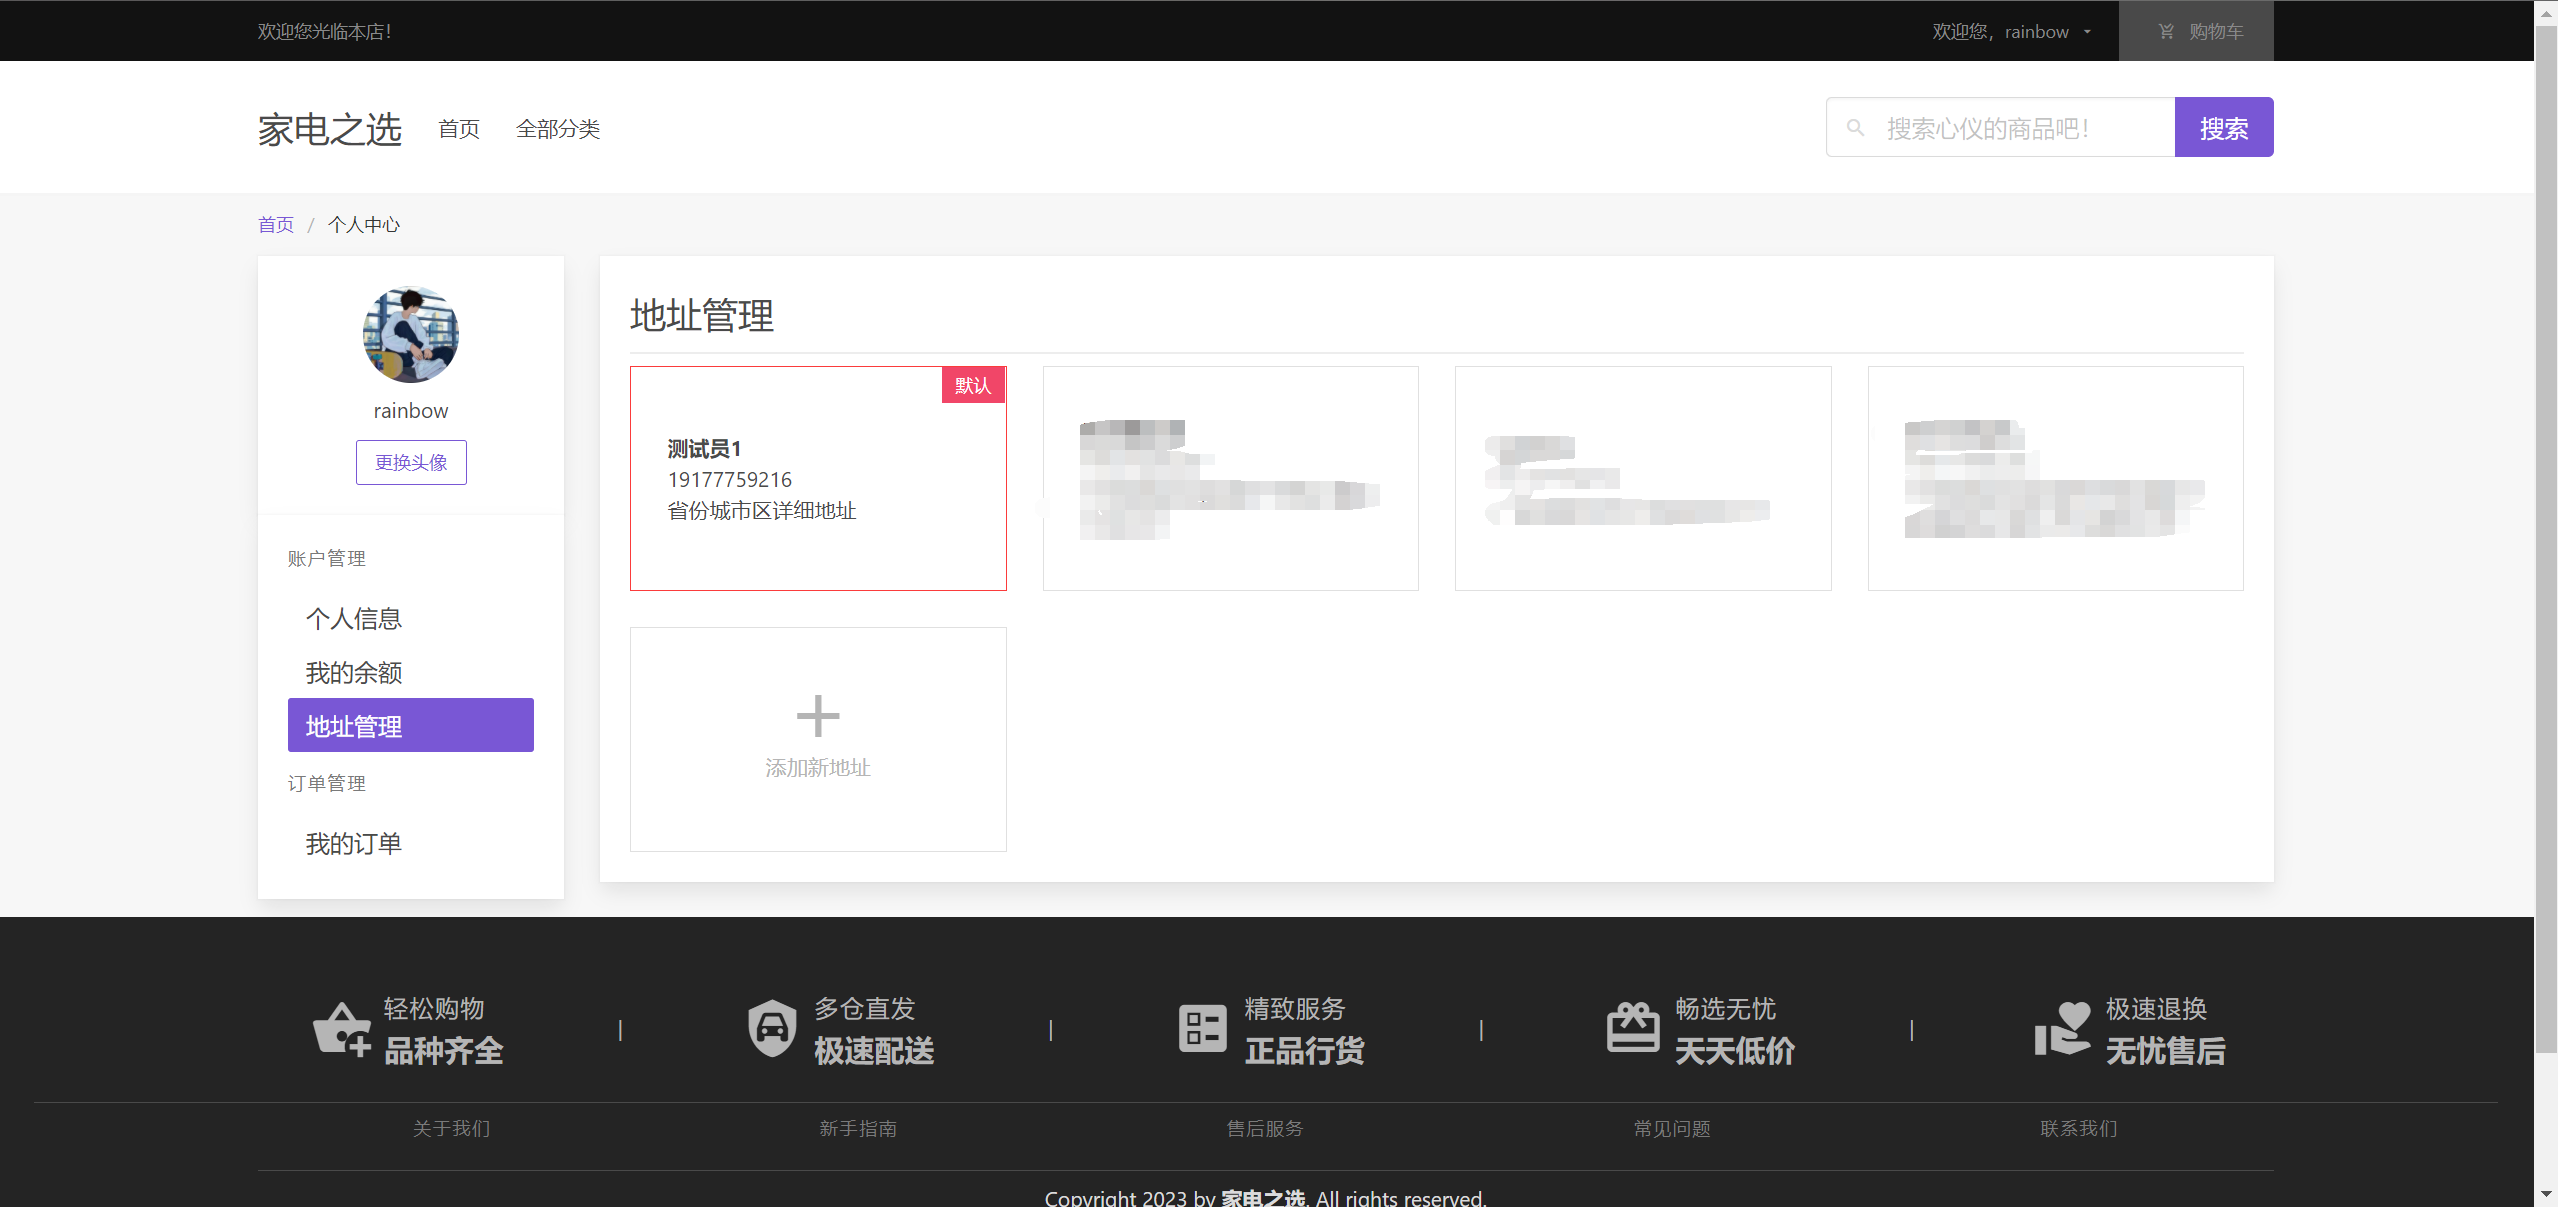 欢迎您光临本店！
欢迎您，rainbow
购物车
家电之选
首页
全部分类
搜索心仪的商品吧！
搜索
首页 / 个人中心
rainbow
更换头像
账户管理
个人信息
我的余额
地址管理
订单管理
我的订单
地址管理
默认
测试员1
19177759216
省份城市区详细地址
添加新地址
轻松购物
品种齐全
|
多仓直发
极速配送
|
精致服务
正品行货
|
畅选无忧
天天低价
|
极速退换
无忧售后
关于我们
新手指南
售后服务
常见问题
联系我们
Copyright 2023 by 家电之选. All rights reserved.